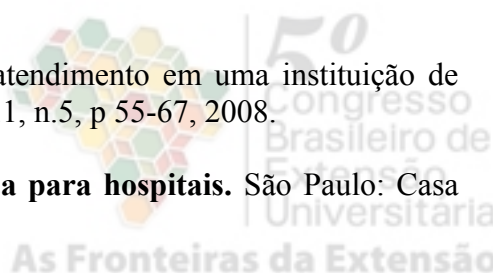 atendimento em uma instituição de
1, n.5, p 55-67, 2008.
a para hospitais. São Paulo: Casa
5º
Congresso
Brasileiro de
Extensão
Universitária
As Fronteiras da Extensão